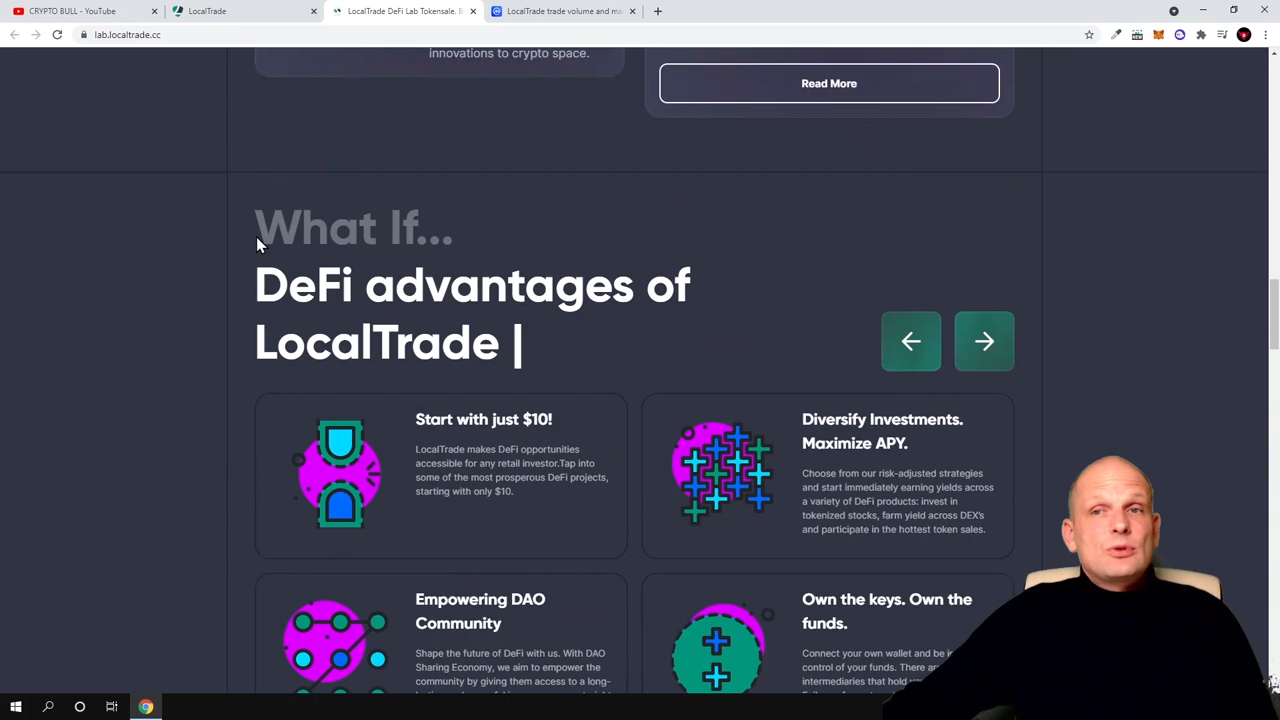 CRYPTO BULL - YouTube
LocalTrade
LocalTrade DeFi Lab Tokensale. B
LocalTrade trade volume and ma
lab.localtrade.cc
innovations to crypto space.
Read More
What If...
DeFi advantages of
LocalTrade |
Start with just $10!
LocalTrade makes DeFi opportunities
accessible for any retail investor.Tap into
some of the most prosperous DeFi projects,
starting with only $10.
Diversify Investments.
Maximize APY.
Choose from our risk-adjusted strategies
and start immediately earning yields across
a variety of DeFi products: invest in
tokenized stocks, farm yield across DEX's
and participate in the hottest token sales.
Empowering DAO
Community
Shape the future of DeFi with us. With DAO
Sharing Economy, we aim to empower the
community by giving them access to a long-
Own the keys. Own the
funds.
Connect your own wallet and be in
control of your funds. There are
intermediaries that hold